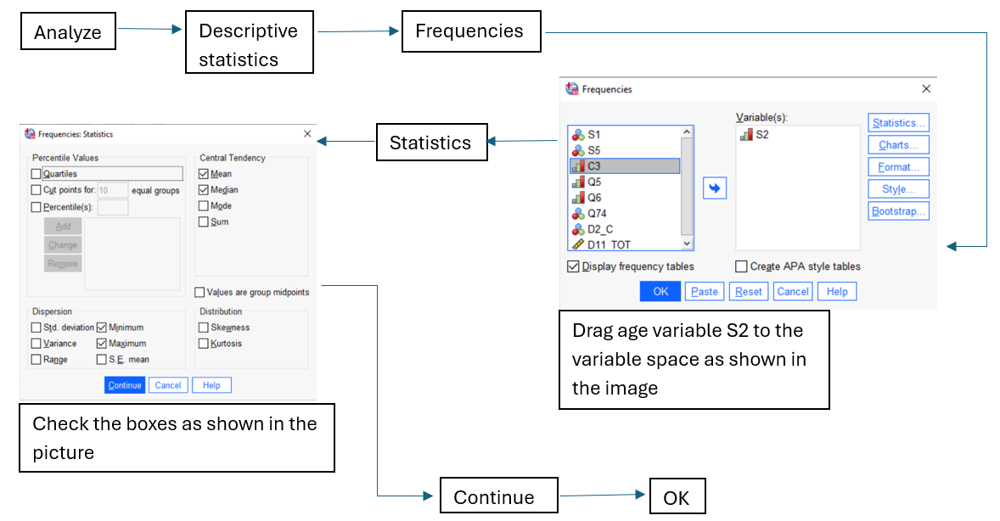 Analyze
Descriptive
statistics
Frequencies
Frequencies
Variable(s):
S1
S5
C3
Q5
Q6
Q74
D2_C
D11_TOT
S2
Statistics...
Charts...
Format...
Style...
Bootstrap...
Display frequency tables
Create APA style tables
OK
Paste
Reset
Cancel
Help
Drag age variable S2 to the
variable space as shown in
the image
Statistics
Frequencies: Statistics
Percentile Values
Quartiles
Cut points for: 10 equal groups
Percentile(s):
Add
Change
Remove
Central Tendency
Mean
Median
Mode
Sum
Values are group midpoints
Dispersion
Std. deviation Minimum
Variance Maximum
Range S.E. mean
Distribution
Skewness
Kurtosis
Continue
Cancel
Help
Check the boxes as shown in the
picture
Continue
OK